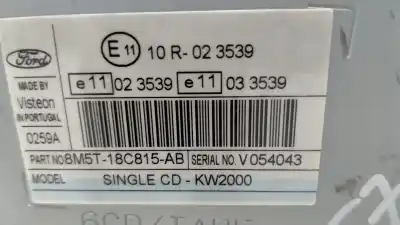 Ford
E 11 10 R-02 3539
e 11 02 3539 e 11 03 3539
MADE BY
Visteon
IN PORTUGAL
0259A
PART NO 8M5T-18C815-AB SERIAL NO. V 054043
MODEL SINGLE CD - KW2000